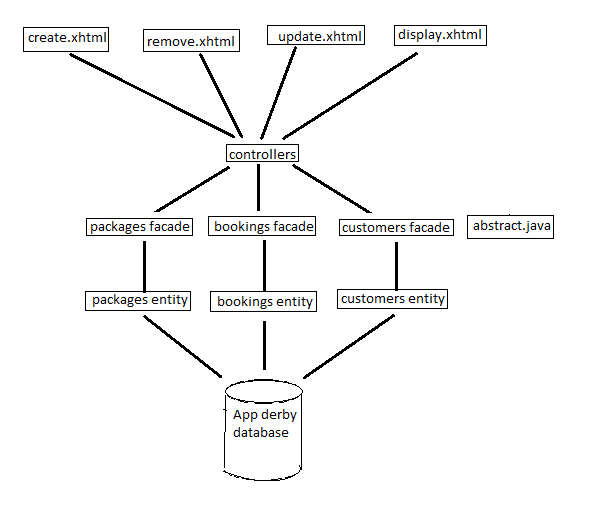 create.xhtml
remove.xhtml
update.xhtml
display.xhtml
controllers
packages facade
bookings facade
customers facade
abstract.java
packages entity
bookings entity
customers entity
App derby
database